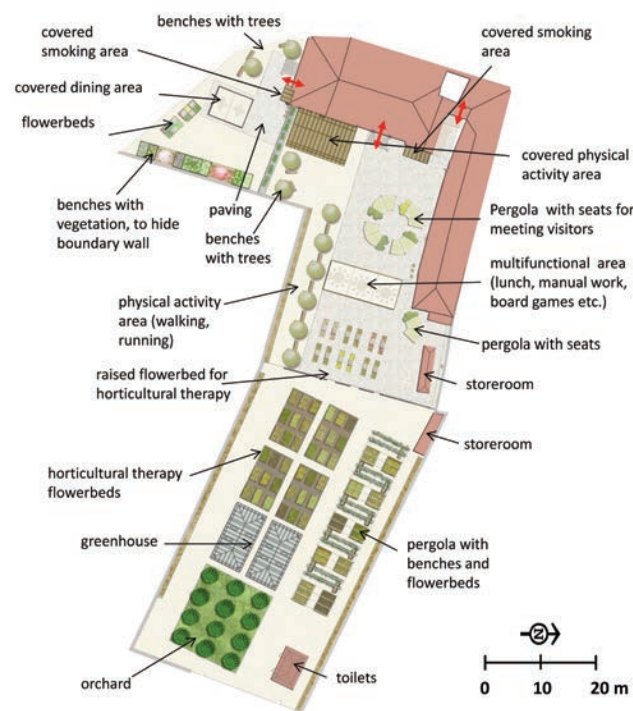 benches with trees
covered
smoking area
covered dining area
flowerbeds
benches with
vegetation, to hide
boundary wall
paving
benches
with trees
physical activity
area (walking,
running)
raised flowerbed for
horticultural therapy
horticultural therapy
flowerbeds
greenhouse
orchard
covered smoking
area
covered physical
activity area
Pergola with seats for
meeting visitors
multifunctional area
(lunch, manual work,
board games etc.)
pergola with seats
storeroom
storeroom
pergola with
benches and
flowerbeds
toilets
N
0 10 20 m